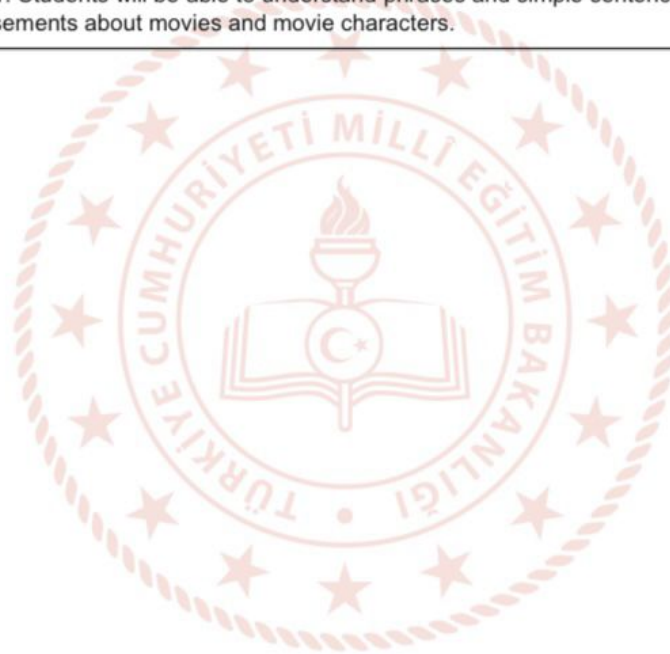 Students will be able to understand phrases and simple
sements about movies and movie characters.
TÜRKİYE CUMHURİYETİ MİLLÎ EĞİTİM BAKANLIĞI